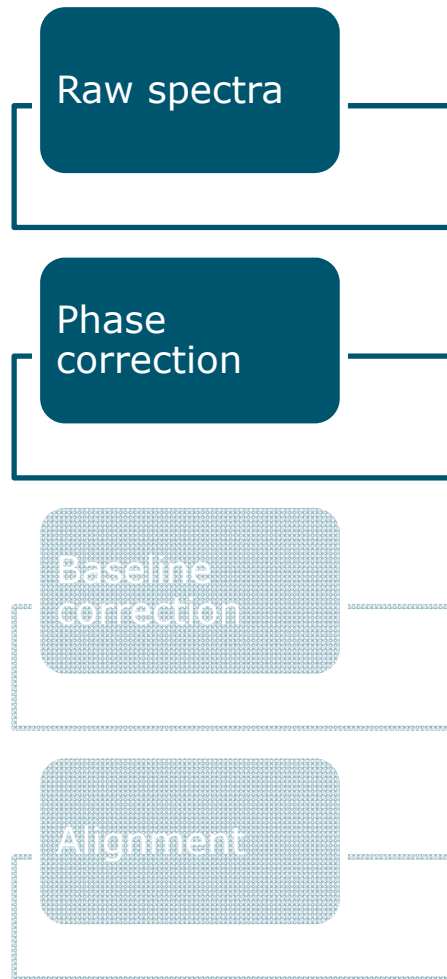 Raw spectra
Phase
correction
Baseline
correction
Alignment